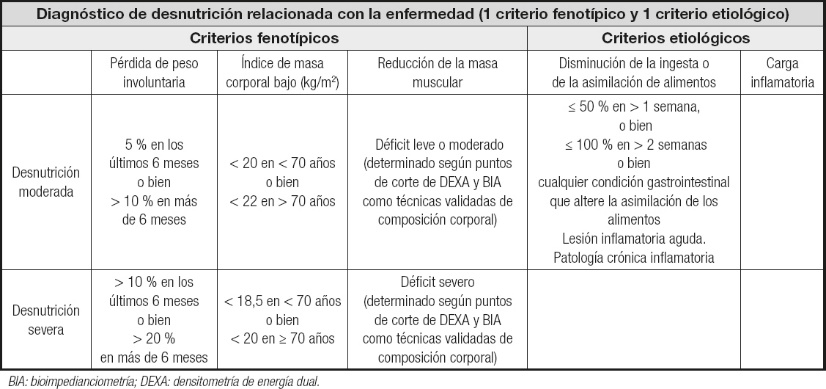 Diagnóstico de desnutrición relacionada con la enfermedad (1 criterio fenotípico y 1 criterio etiológico)
Criterios fenotípicos
Criterios etiológicos
Pérdida de peso
involuntaria
Índice de masa
corporal bajo (kg/m²)
Reducción de la masa
muscular
Disminución de la ingesta o
de la asimilación de alimentos
Carga
inflamatoria
Desnutrición
moderada
5 % en los
últimos 6 meses
o bien
> 10 % en más
de 6 meses
< 20 en < 70 años
o bien
< 22 en > 70 años
Déficit leve o moderado
(determinado según puntos
de corte de DEXA y BIA
como técnicas validadas de
composición corporal)
≤ 50 % en > 1 semana,
o bien
≤ 100 % en > 2 semanas
o bien
cualquier condición gastrointestinal
que altere la asimilación de los
alimentos
Lesión inflamatoria aguda.
Patología crónica inflamatoria
Desnutrición
severa
> 10 % en los
últimos 6 meses
o bien
> 20 %
en más de 6 meses
< 18,5 en < 70 años
o bien
< 20 en ≥ 70 años
Déficit severo
(determinado según puntos
de corte de DEXA y BIA
como técnicas validadas de
composición corporal)
BIA: bioimpedianciometría; DEXA: densitometría de energía dual.